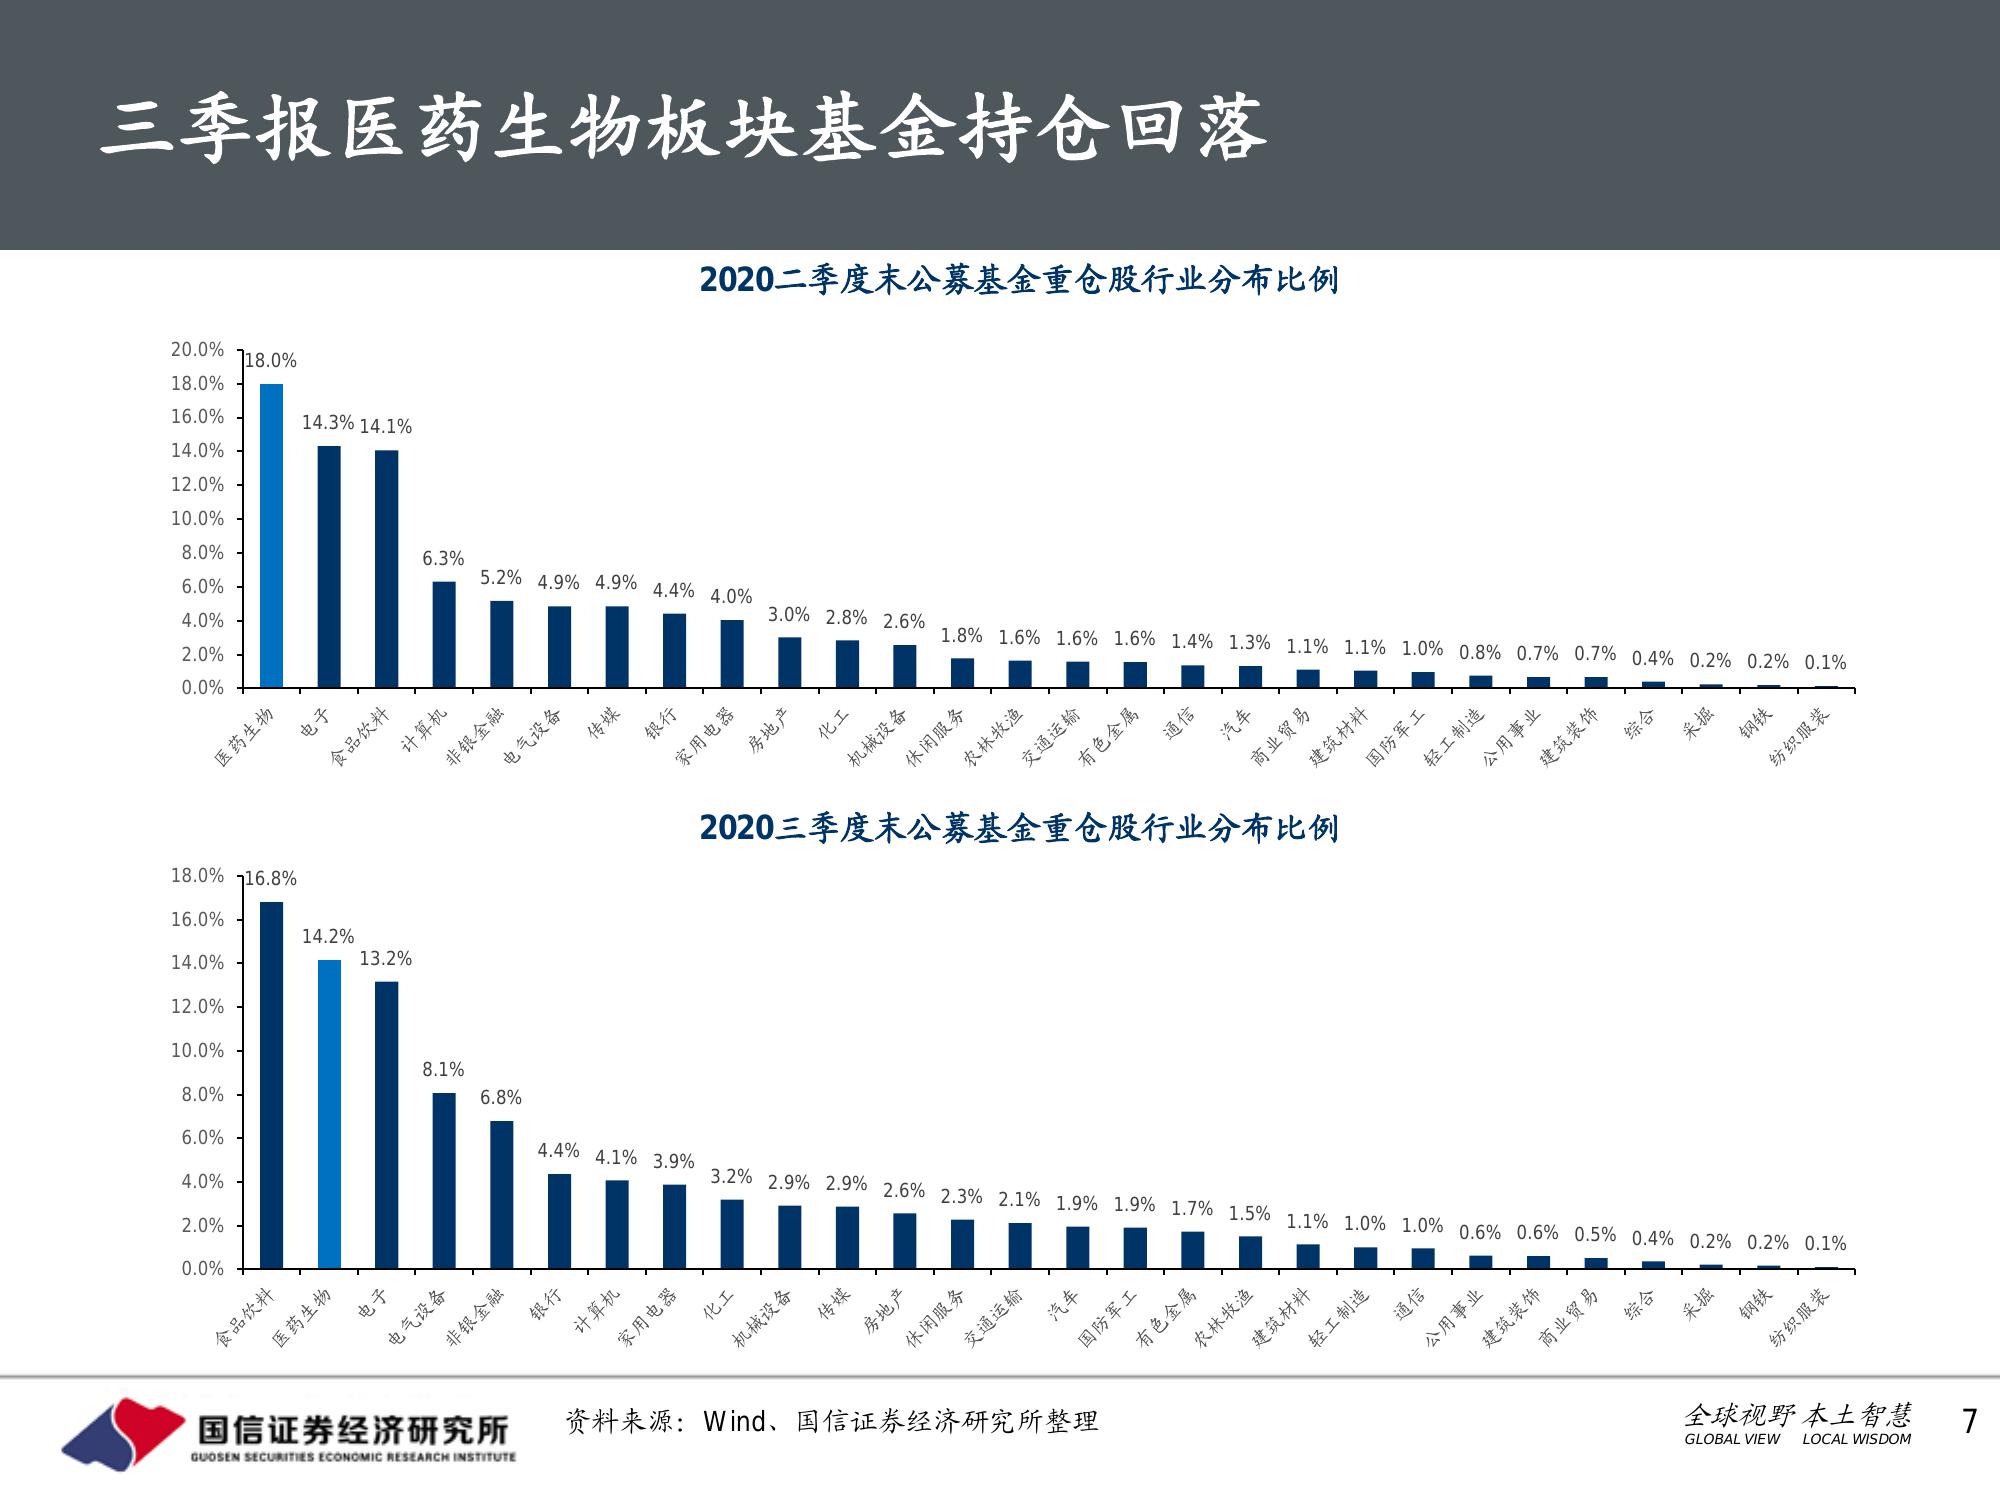 三季报医药生物板块基金持仓回落
2020二季度末公募基金重仓股行业分布比例
20.0%
18.0%
16.0%
14.0%
12.0%
10.0%
8.0%
6.0%
4.0%
2.0%
0.0%
18.0% 14.3% 14.1% 6.3% 5.2% 4.9% 4.9% 4.4% 4.0% 3.0% 2.8% 2.6% 1.8% 1.6% 1.6% 1.6% 1.4% 1.3% 1.1% 1.1% 1.0% 0.8% 0.7% 0.7% 0.4% 0.2% 0.2% 0.1%
医药生物 电子 食品饮料 计算机 非银金融 电气设备 传媒 银行 家用电器 房地产 化工 机械设备 休闲服务 农林牧渔 交通运输 有色金属 通信 汽车 商业贸易 建筑材料 国防军工 轻工制造 公用事业 建筑装饰 综合 采掘 钢铁 纺织服装
2020三季度末公募基金重仓股行业分布比例
18.0%
16.0%
14.0%
12.0%
10.0%
8.0%
6.0%
4.0%
2.0%
0.0%
16.8% 14.2% 13.2% 8.1% 6.8% 4.4% 4.1% 3.9% 3.2% 2.9% 2.9% 2.6% 2.3% 2.1% 1.9% 1.9% 1.7% 1.5% 1.1% 1.0% 1.0% 0.6% 0.6% 0.5% 0.4% 0.2% 0.2% 0.1%
食品饮料 医药生物 电子 电气设备 非银金融 银行 计算机 家用电器 化工 机械设备 传媒 房地产 休闲服务 交通运输 汽车 国防军工 有色金属 农林牧渔 建筑材料 轻工制造 通信 公用事业 建筑装饰 商业贸易 综合 采掘 钢铁 纺织服装
国信证券经济研究所
GUOSEN SECURITIES ECONOMIC RESEARCH INSTITUTE
资料来源：Wind、国信证券经济研究所整理
全球视野 本土智慧
GLOBAL VIEW LOCAL WISDOM
7